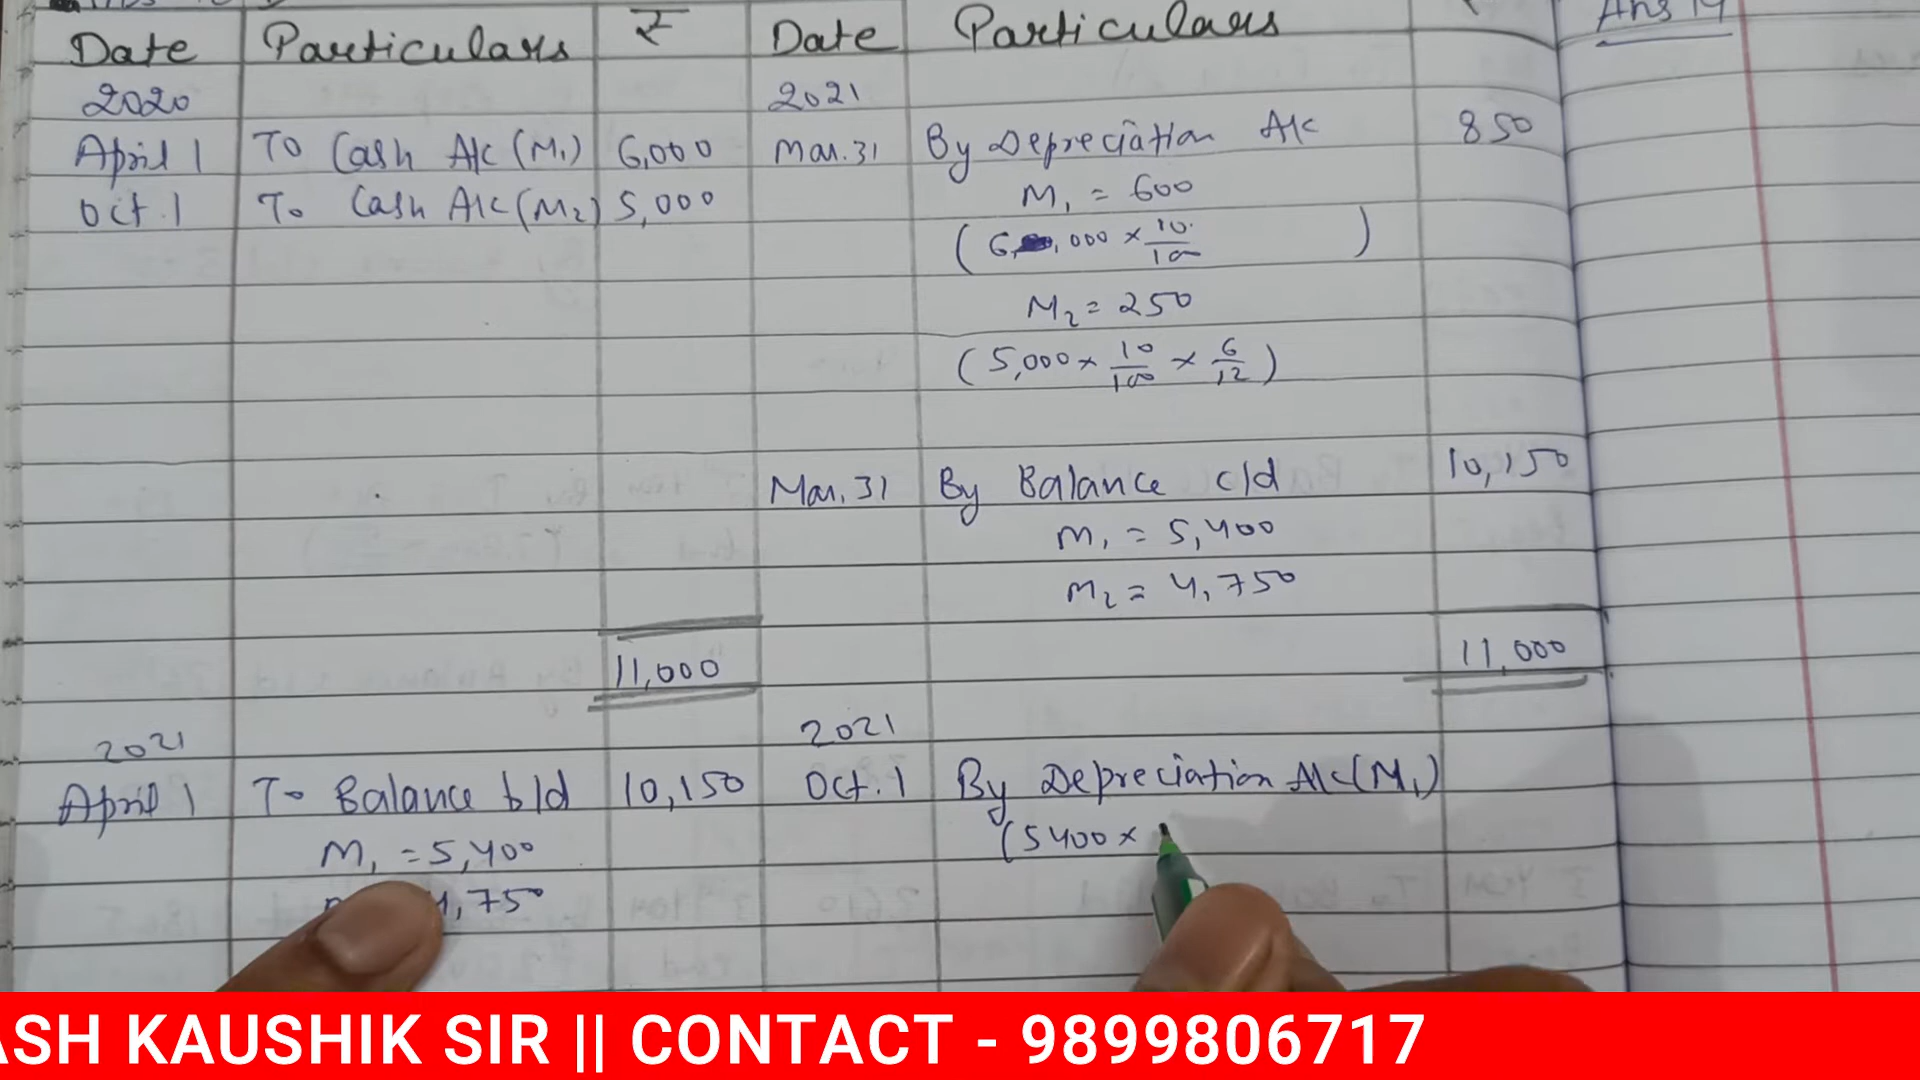 Date Particulars ₹ Date Particulars
Ans 14
2020 2021
April 1 To Cash A/c (M1) 6,000 Mar. 31 By Depreciation A/c 850
Oct. 1 To Cash A/c (M2) 5,000 M1 = 600
(6,000 × 10/100)
M2 = 250
(5,000 × 10/100 × 6/12)
Mar. 31 By Balance c/d 10,150
M1 = 5,400
M2 = 4,750
11,000 11,000
2021 2021
April 1 To Balance b/d 10,150 Oct. 1 By Depreciation A/c (M1)
M1 = 5,400 (5400 ×
4,750
ASH KAUSHIK SIR || CONTACT - 9899806717